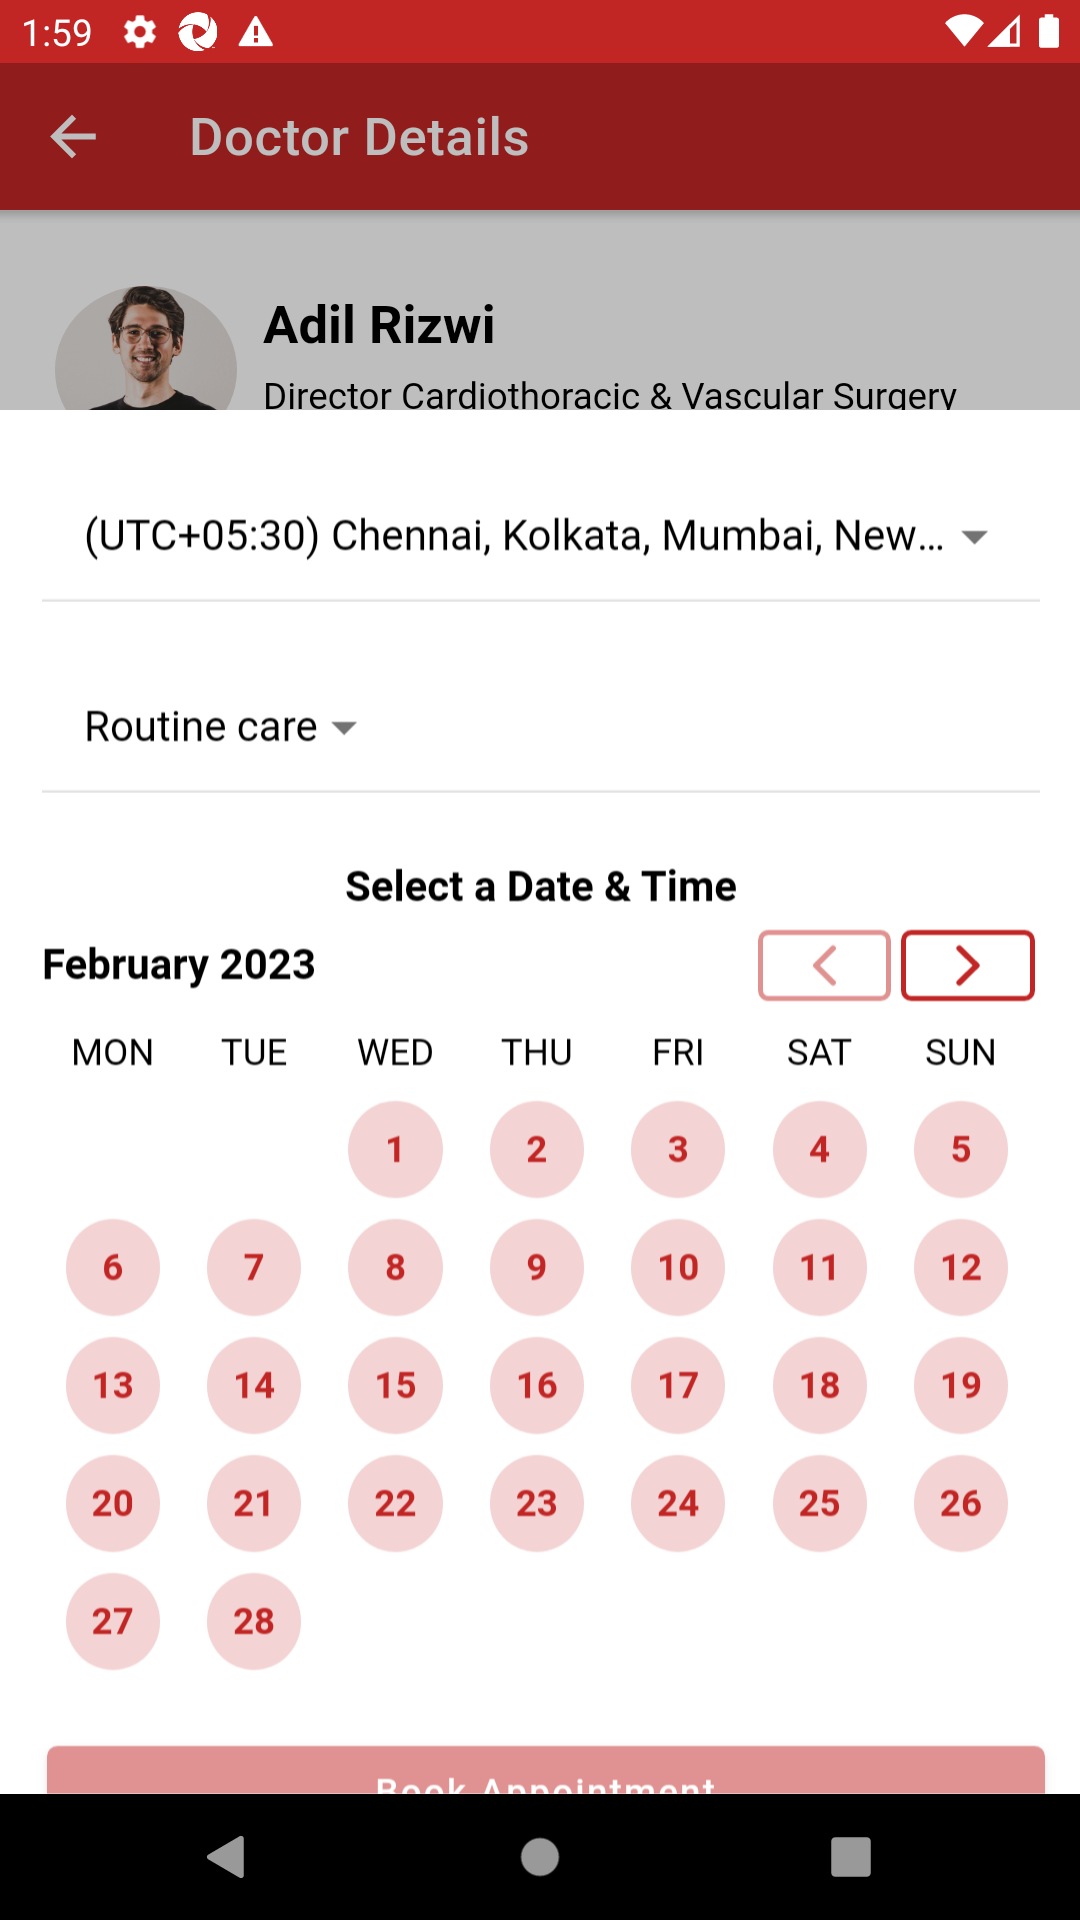 1:59
Doctor Details
Adil Rizwi
Director Cardiothoracic & Vascular Surgery
(UTC+05:30) Chennai, Kolkata, Mumbai, New...
Routine care
Select a Date & Time
February 2023
MON TUE WED THU FRI SAT SUN
1 2 3 4 5
6 7 8 9 10 11 12
13 14 15 16 17 18 19
20 21 22 23 24 25 26
27 28
Book Appointment